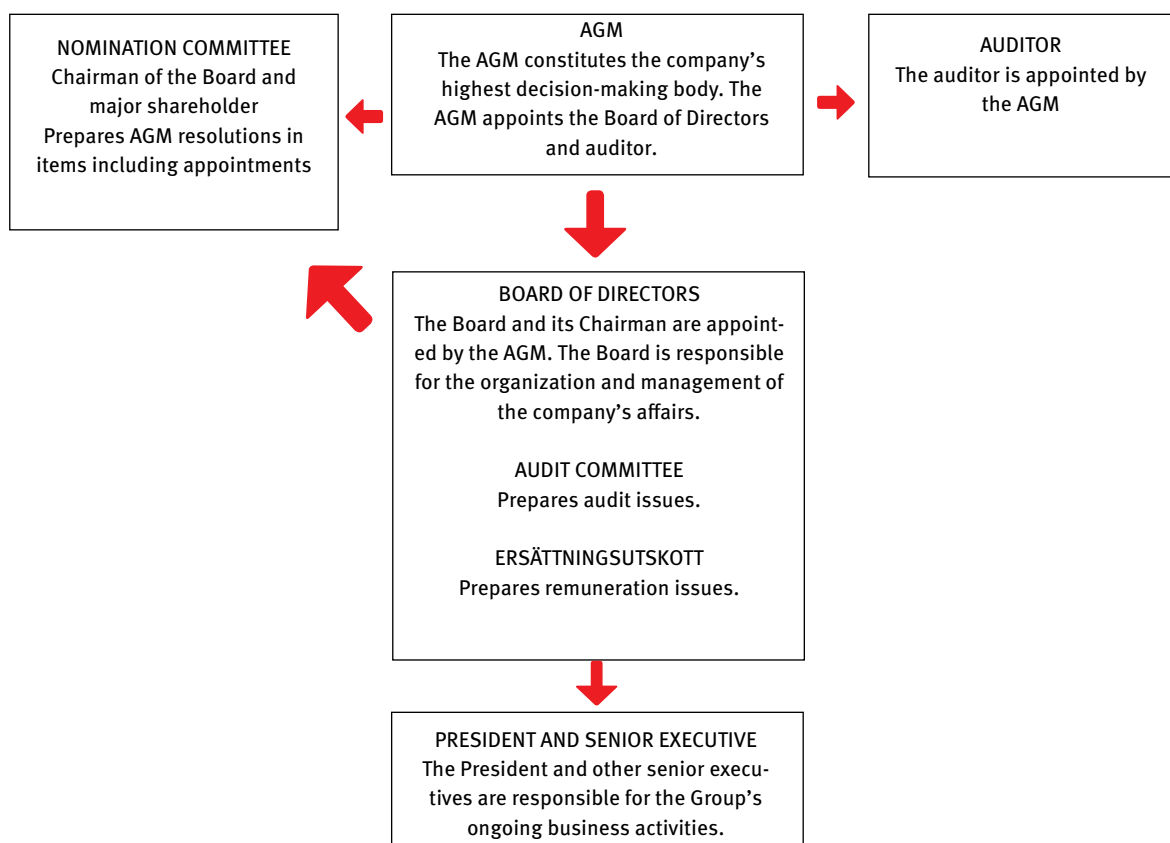 NOMINATION COMMITTEE
Chairman of the Board and
major shareholder
Prepares AGM resolutions in
items including appointments
AGM
The AGM constitutes the company’s
highest decision-making body. The
AGM appoints the Board of Directors
and auditor.
AUDITOR
The auditor is appointed by
the AGM
BOARD OF DIRECTORS
The Board and its Chairman are appoint-
ed by the AGM. The Board is responsible
for the organization and management of
the company’s affairs.
AUDIT COMMITTEE
Prepares audit issues.
ERSÄTTNINGSUTSKOTT
Prepares remuneration issues.
PRESIDENT AND SENIOR EXECUTIVE
The President and other senior execu-
tives are responsible for the Group’s
ongoing business activities.